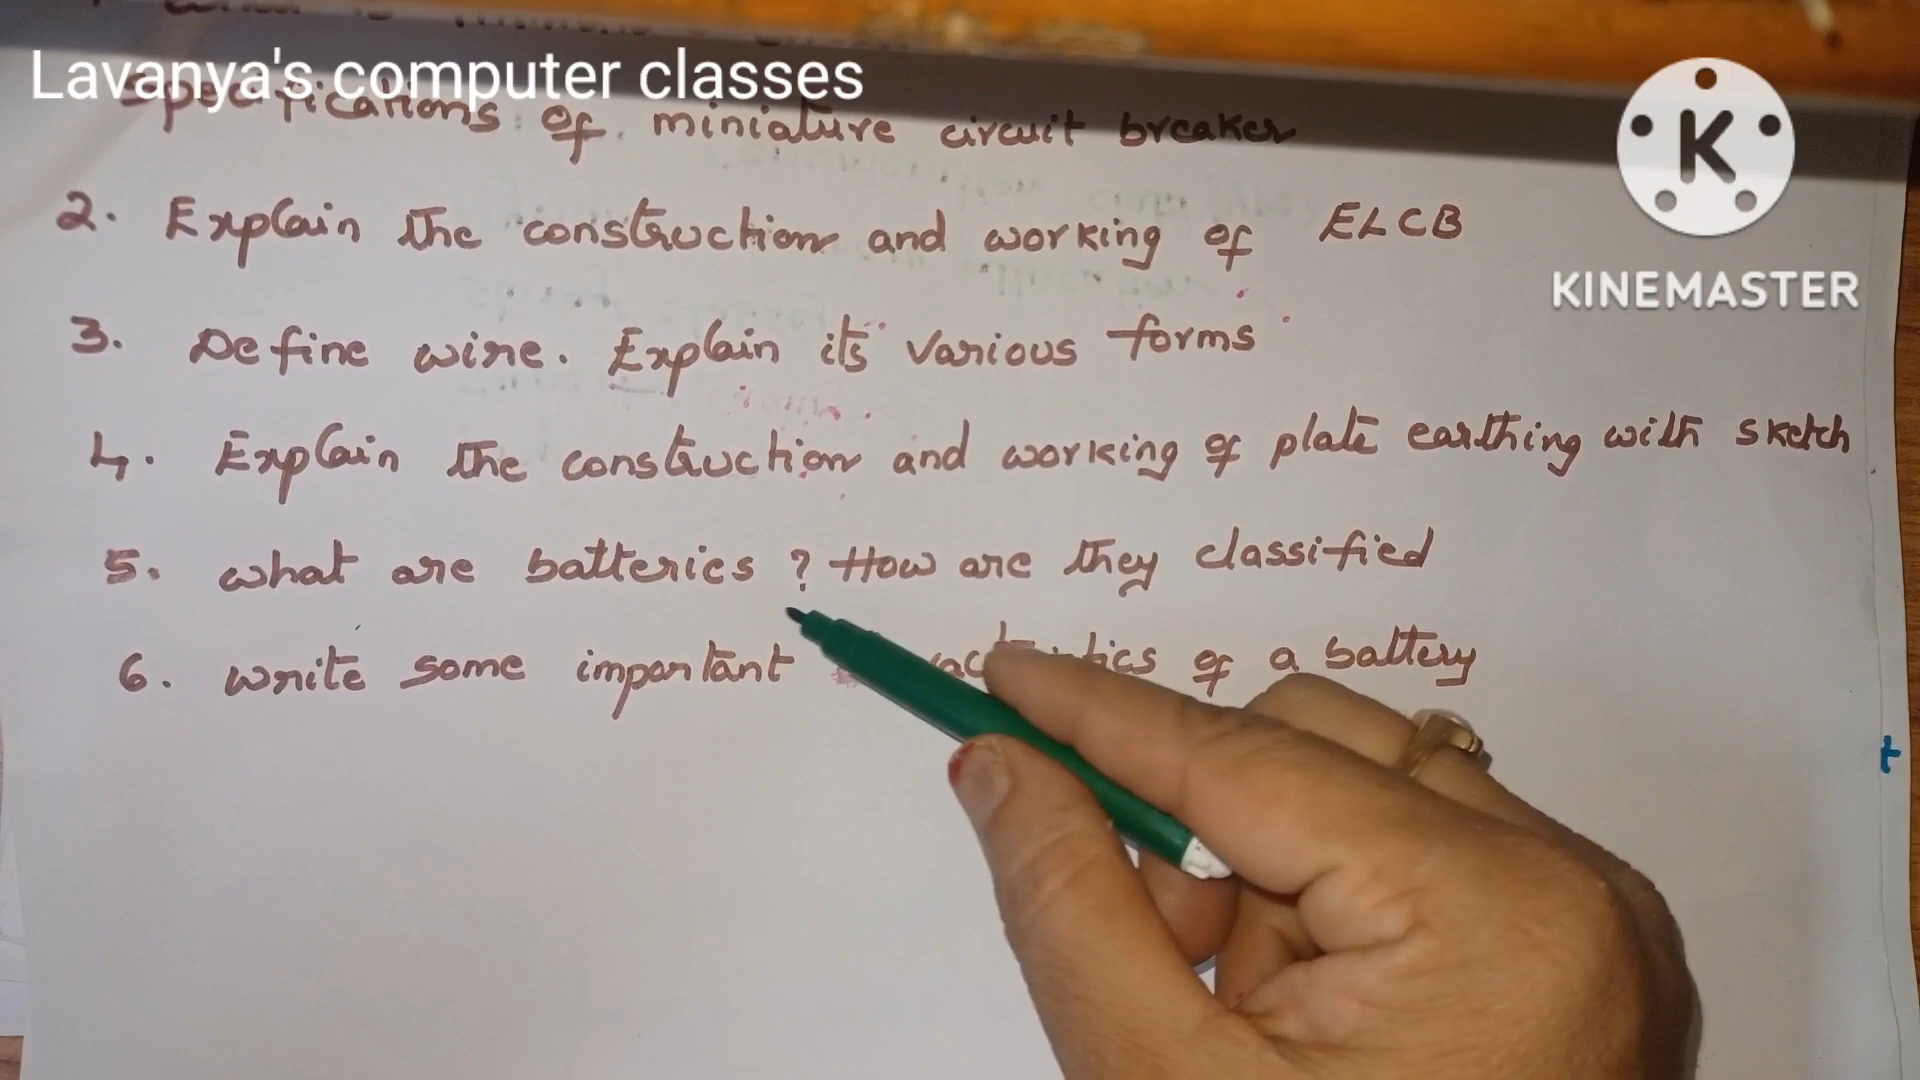 Lavanya's computer classes
Specifications of miniature circuit breaker
K
KINEMASTER
2. Explain the construction and working of ELCB
3. Define wire. Explain its various forms
4. Explain the construction and working of plate earthing with sketch
5. what are batteries ? How are they classified
6. write some important of a battery